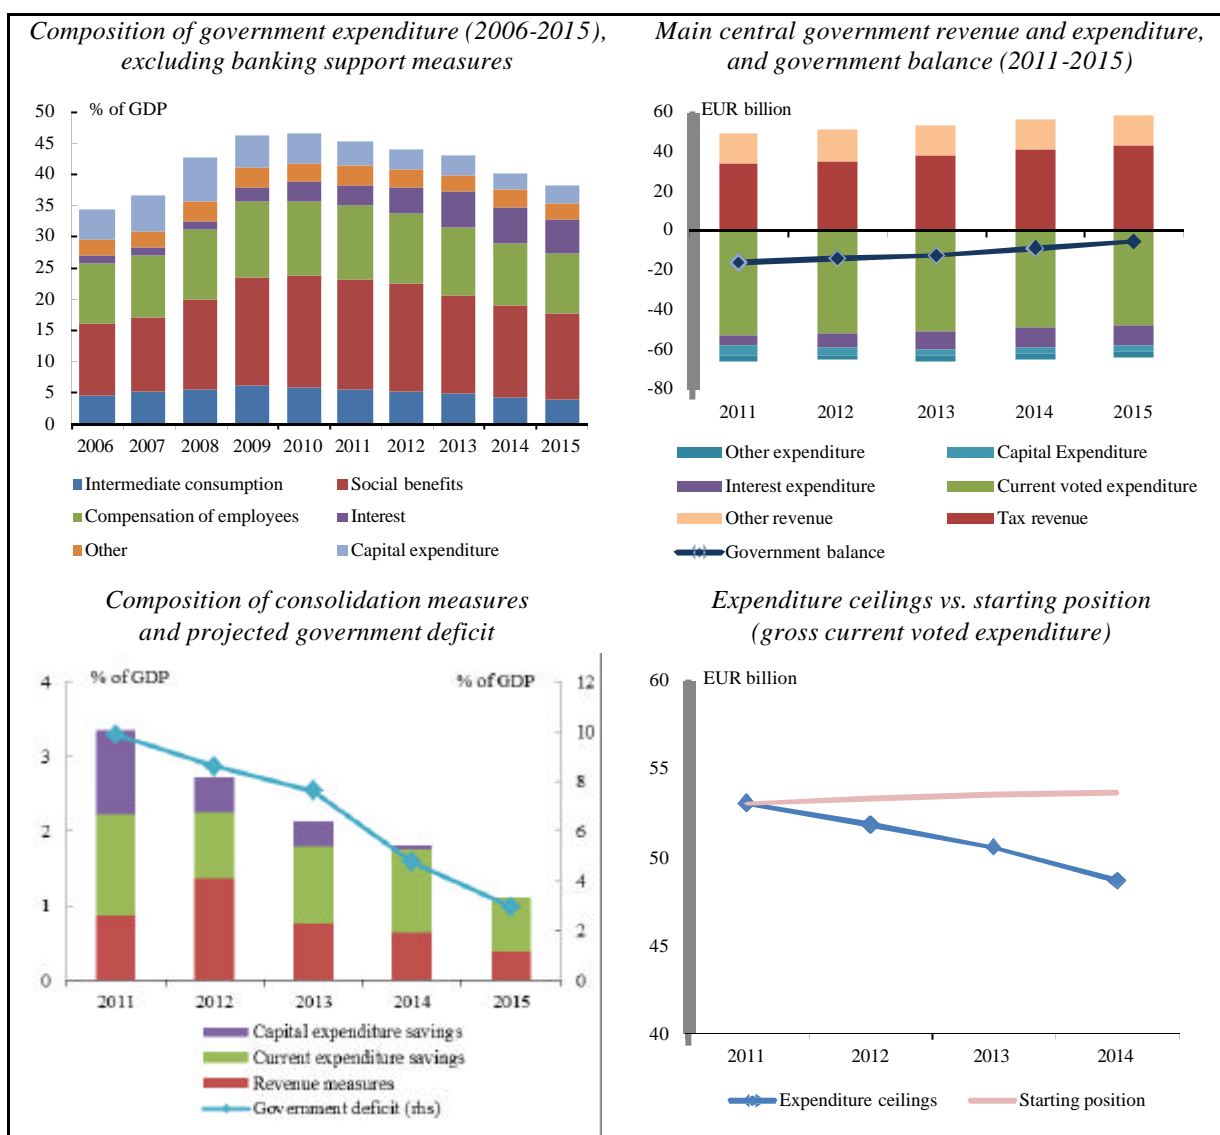 Composition of government expenditure (2006-2015),
excluding banking support measures
% of GDP
50
45
40
35
30
25
20
15
10
5
0
2006 2007 2008 2009 2010 2011 2012 2013 2014 2015
Intermediate consumption Social benefits
Compensation of employees Interest
Other Capital expenditure
Main central government revenue and expenditure,
and government balance (2011-2015)
EUR billion
60
40
20
0
-20
-40
-60
-80
2011 2012 2013 2014 2015
Other expenditure Capital Expenditure
Interest expenditure Current voted expenditure
Other revenue Tax revenue
Government balance
Composition of consolidation measures
and projected government deficit
% of GDP % of GDP
4 12
10
3
8
2 6
4
1
2
0 0
2011 2012 2013 2014 2015
Capital expenditure savings
Current expenditure savings
Revenue measures
Government deficit (rhs)
Expenditure ceilings vs. starting position
(gross current voted expenditure)
EUR billion
60
55
50
45
40
2011 2012 2013 2014
Expenditure ceilings Starting position